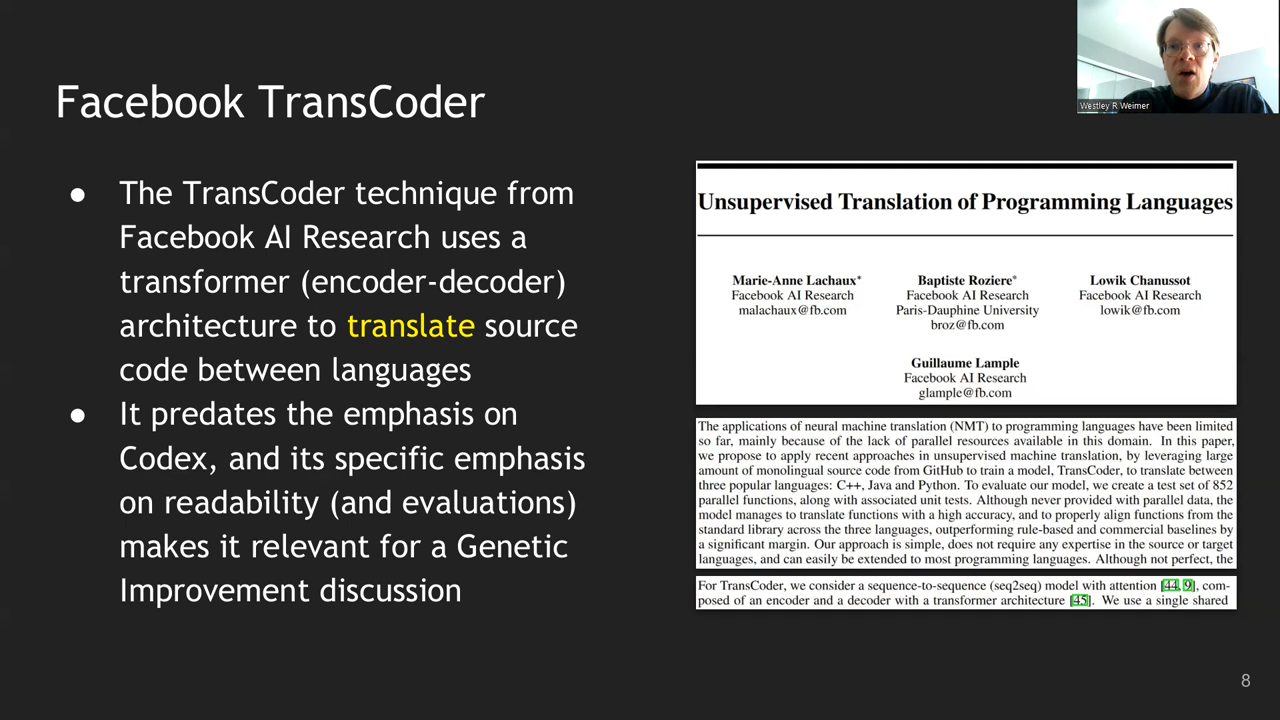 Westley R Weimer
Facebook TransCoder
● The TransCoder technique from
Facebook AI Research uses a
transformer (encoder-decoder)
architecture to translate source
code between languages
● It predates the emphasis on
Codex, and its specific emphasis
on readability (and evaluations)
makes it relevant for a Genetic
Improvement discussion
Unsupervised Translation of Programming Languages
Marie-Anne Lachaux* Baptiste Roziere* Lowik Chanussot
Facebook AI Research Facebook AI Research Facebook AI Research
malachaux@fb.com Paris-Dauphine University lowik@fb.com
broz@fb.com
Guillaume Lample
Facebook AI Research
glample@fb.com
The applications of neural machine translation (NMT) to programming languages have been limited
so far, mainly because of the lack of parallel resources available in this domain. In this paper,
we propose to apply recent approaches in unsupervised machine translation, by leveraging large
amount of monolingual source code from GitHub to train a model, TransCoder, to translate between
three popular languages: C++, Java and Python. To evaluate our model, we create a test set of 852
parallel functions, along with associated unit tests. Although never provided with parallel data, the
model manages to translate functions with a high accuracy, and to properly align functions from the
standard library across the three languages, outperforming rule-based and commercial baselines by
a significant margin. Our approach is simple, does not require any expertise in the source or target
languages, and can easily be extended to most programming languages. Although not perfect, the
For TransCoder, we consider a sequence-to-sequence (seq2seq) model with attention [44, 9], com-
posed of an encoder and a decoder with a transformer architecture [45]. We use a single shared
8